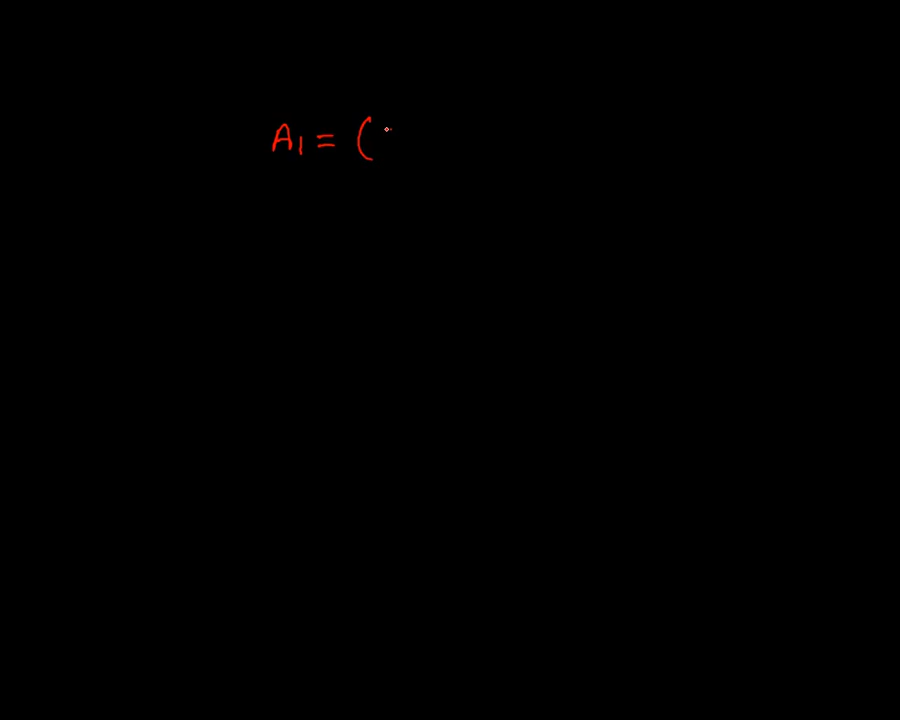 A1 = (